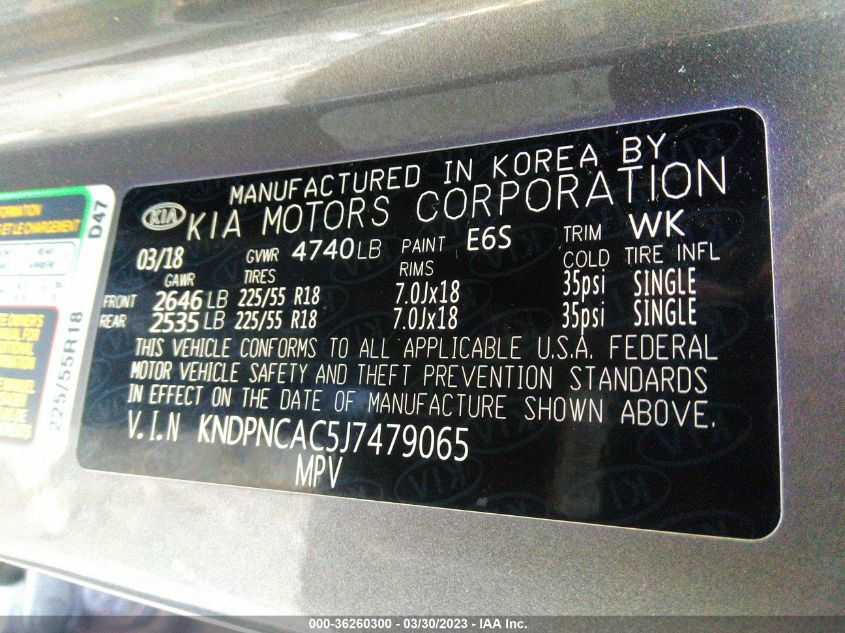 MANUFACTURED IN KOREA BY
KIA KIA MOTORS CORPORATION
03/18 GVWR 4740LB PAINT E6S TRIM WK
GAWR TIRES RIMS COLD TIRE INFL
FRONT 2646LB 225/55 R18 7.0Jx18 35psi SINGLE
REAR 2535LB 225/55 R18 7.0Jx18 35psi SINGLE
THIS VEHICLE CONFORMS TO ALL APPLICABLE U.S.A. FEDERAL
MOTOR VEHICLE SAFETY AND THEFT PREVENTION STANDARDS
IN EFFECT ON THE DATE OF MANUFACTURE SHOWN ABOVE.
V.I.N KNDPNCAC5J7479065
MPV
D47
225/55R18
ET LE CHARGEMENT
000-36260300 — 03/30/2023 — IAA Inc.